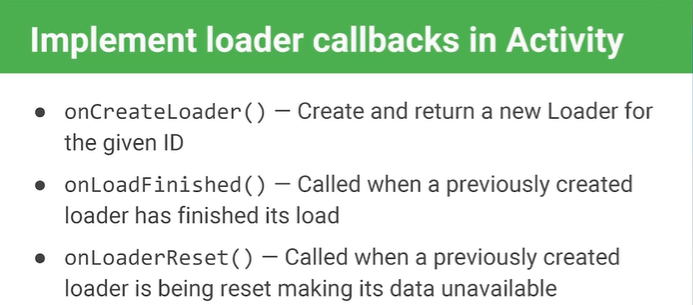 Implement loader callbacks in Activity
● onCreateLoader() — Create and return a new Loader for
the given ID
● onLoadFinished() — Called when a previously created
loader has finished its load
● onLoaderReset() — Called when a previously created
loader is being reset making its data unavailable